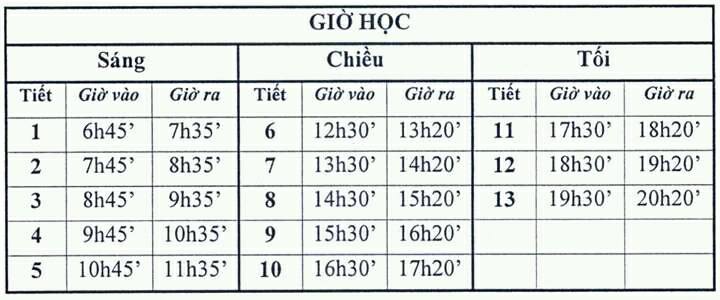 GIỜ HỌC
Sáng Chiều Tối
Tiết Giờ vào Giờ ra Tiết Giờ vào Giờ ra Tiết Giờ vào Giờ ra
1 6h45’ 7h35’ 6 12h30’ 13h20’ 11 17h30’ 18h20’
2 7h45’ 8h35’ 7 13h30’ 14h20’ 12 18h30’ 19h20’
3 8h45’ 9h35’ 8 14h30’ 15h20’ 13 19h30’ 20h20’
4 9h45’ 10h35’ 9 15h30’ 16h20’
5 10h45’ 11h35’ 10 16h30’ 17h20’